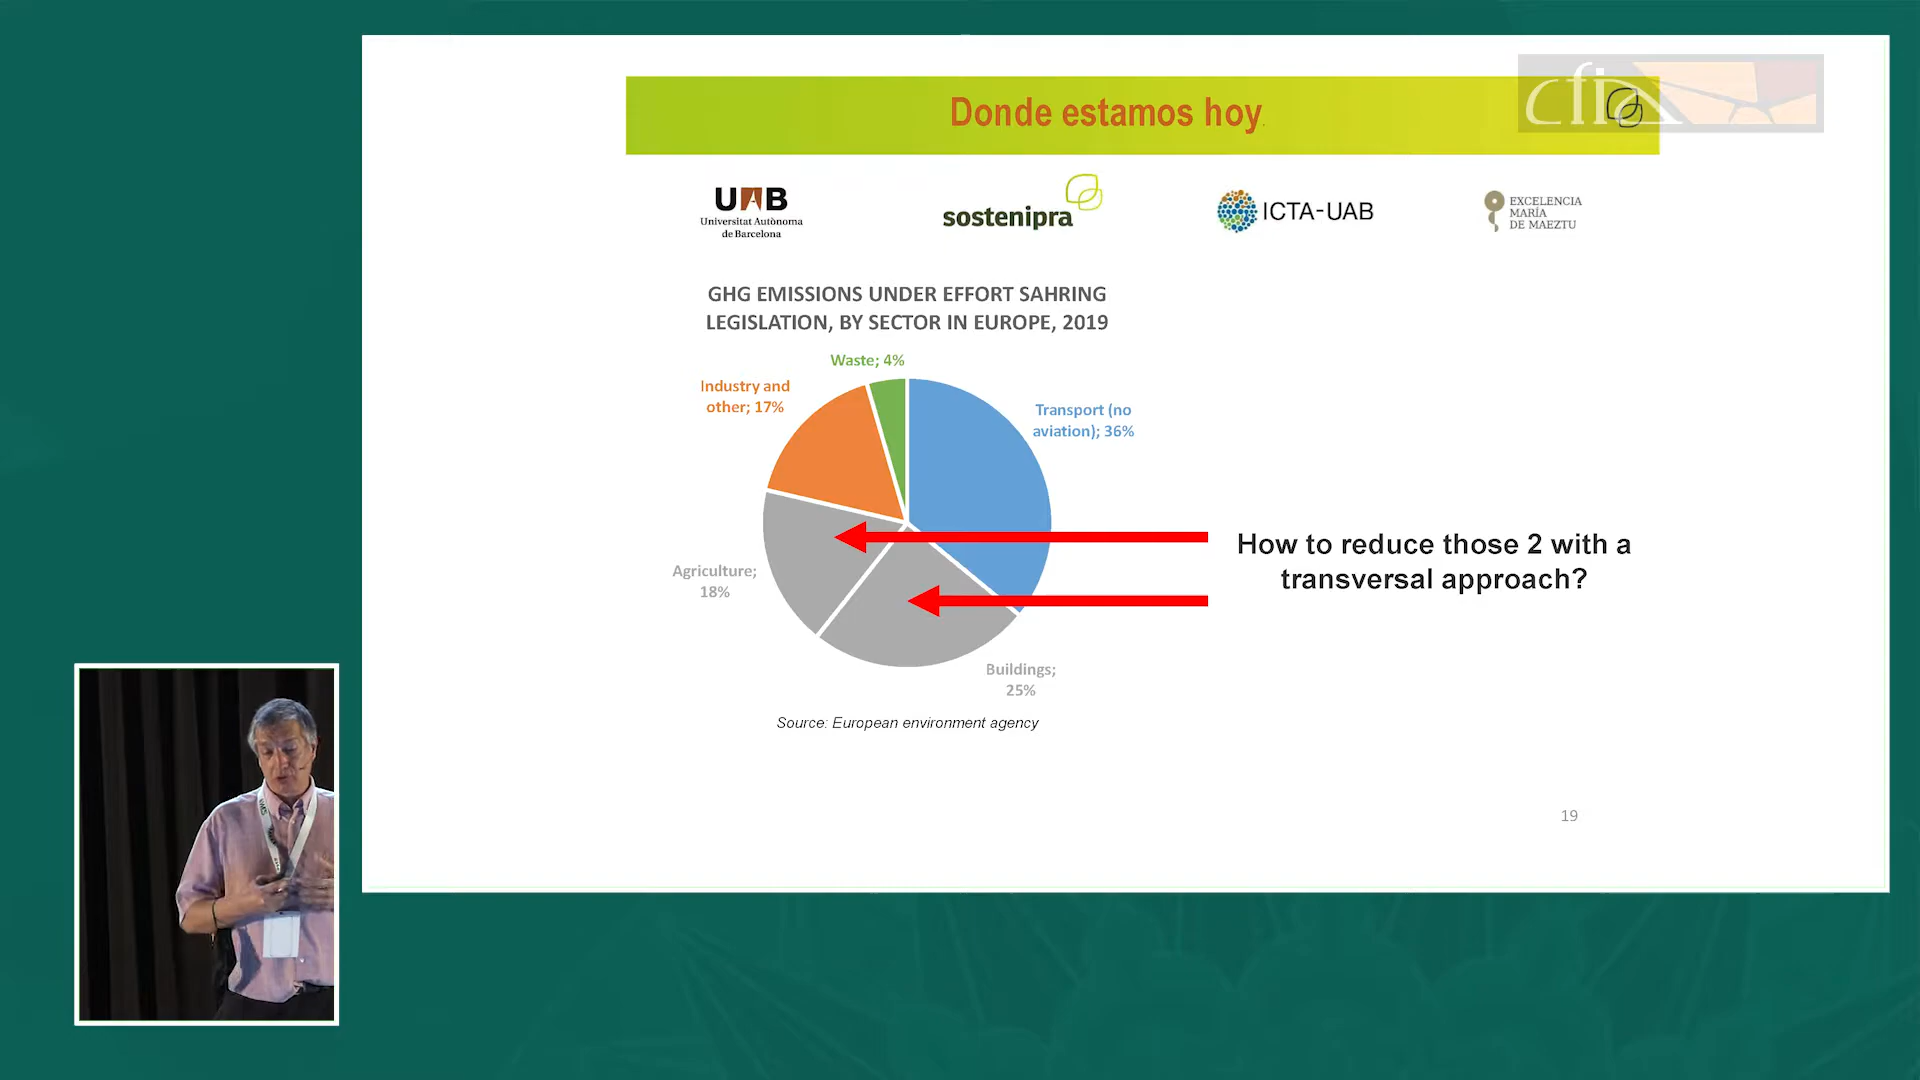 Donde estamos hoy.
cfia
UAB
Universitat Autònoma
de Barcelona
sostenipra
ICTA-UAB
EXCELENCIA
MARÍA
DE MAEZTU
GHG EMISSIONS UNDER EFFORT SAHRING
LEGISLATION, BY SECTOR IN EUROPE, 2019
Waste; 4%
Industry and
other; 17%
Transport (no
aviation); 36%
Agriculture;
18%
Buildings;
25%
How to reduce those 2 with a
transversal approach?
Source: European environment agency
19